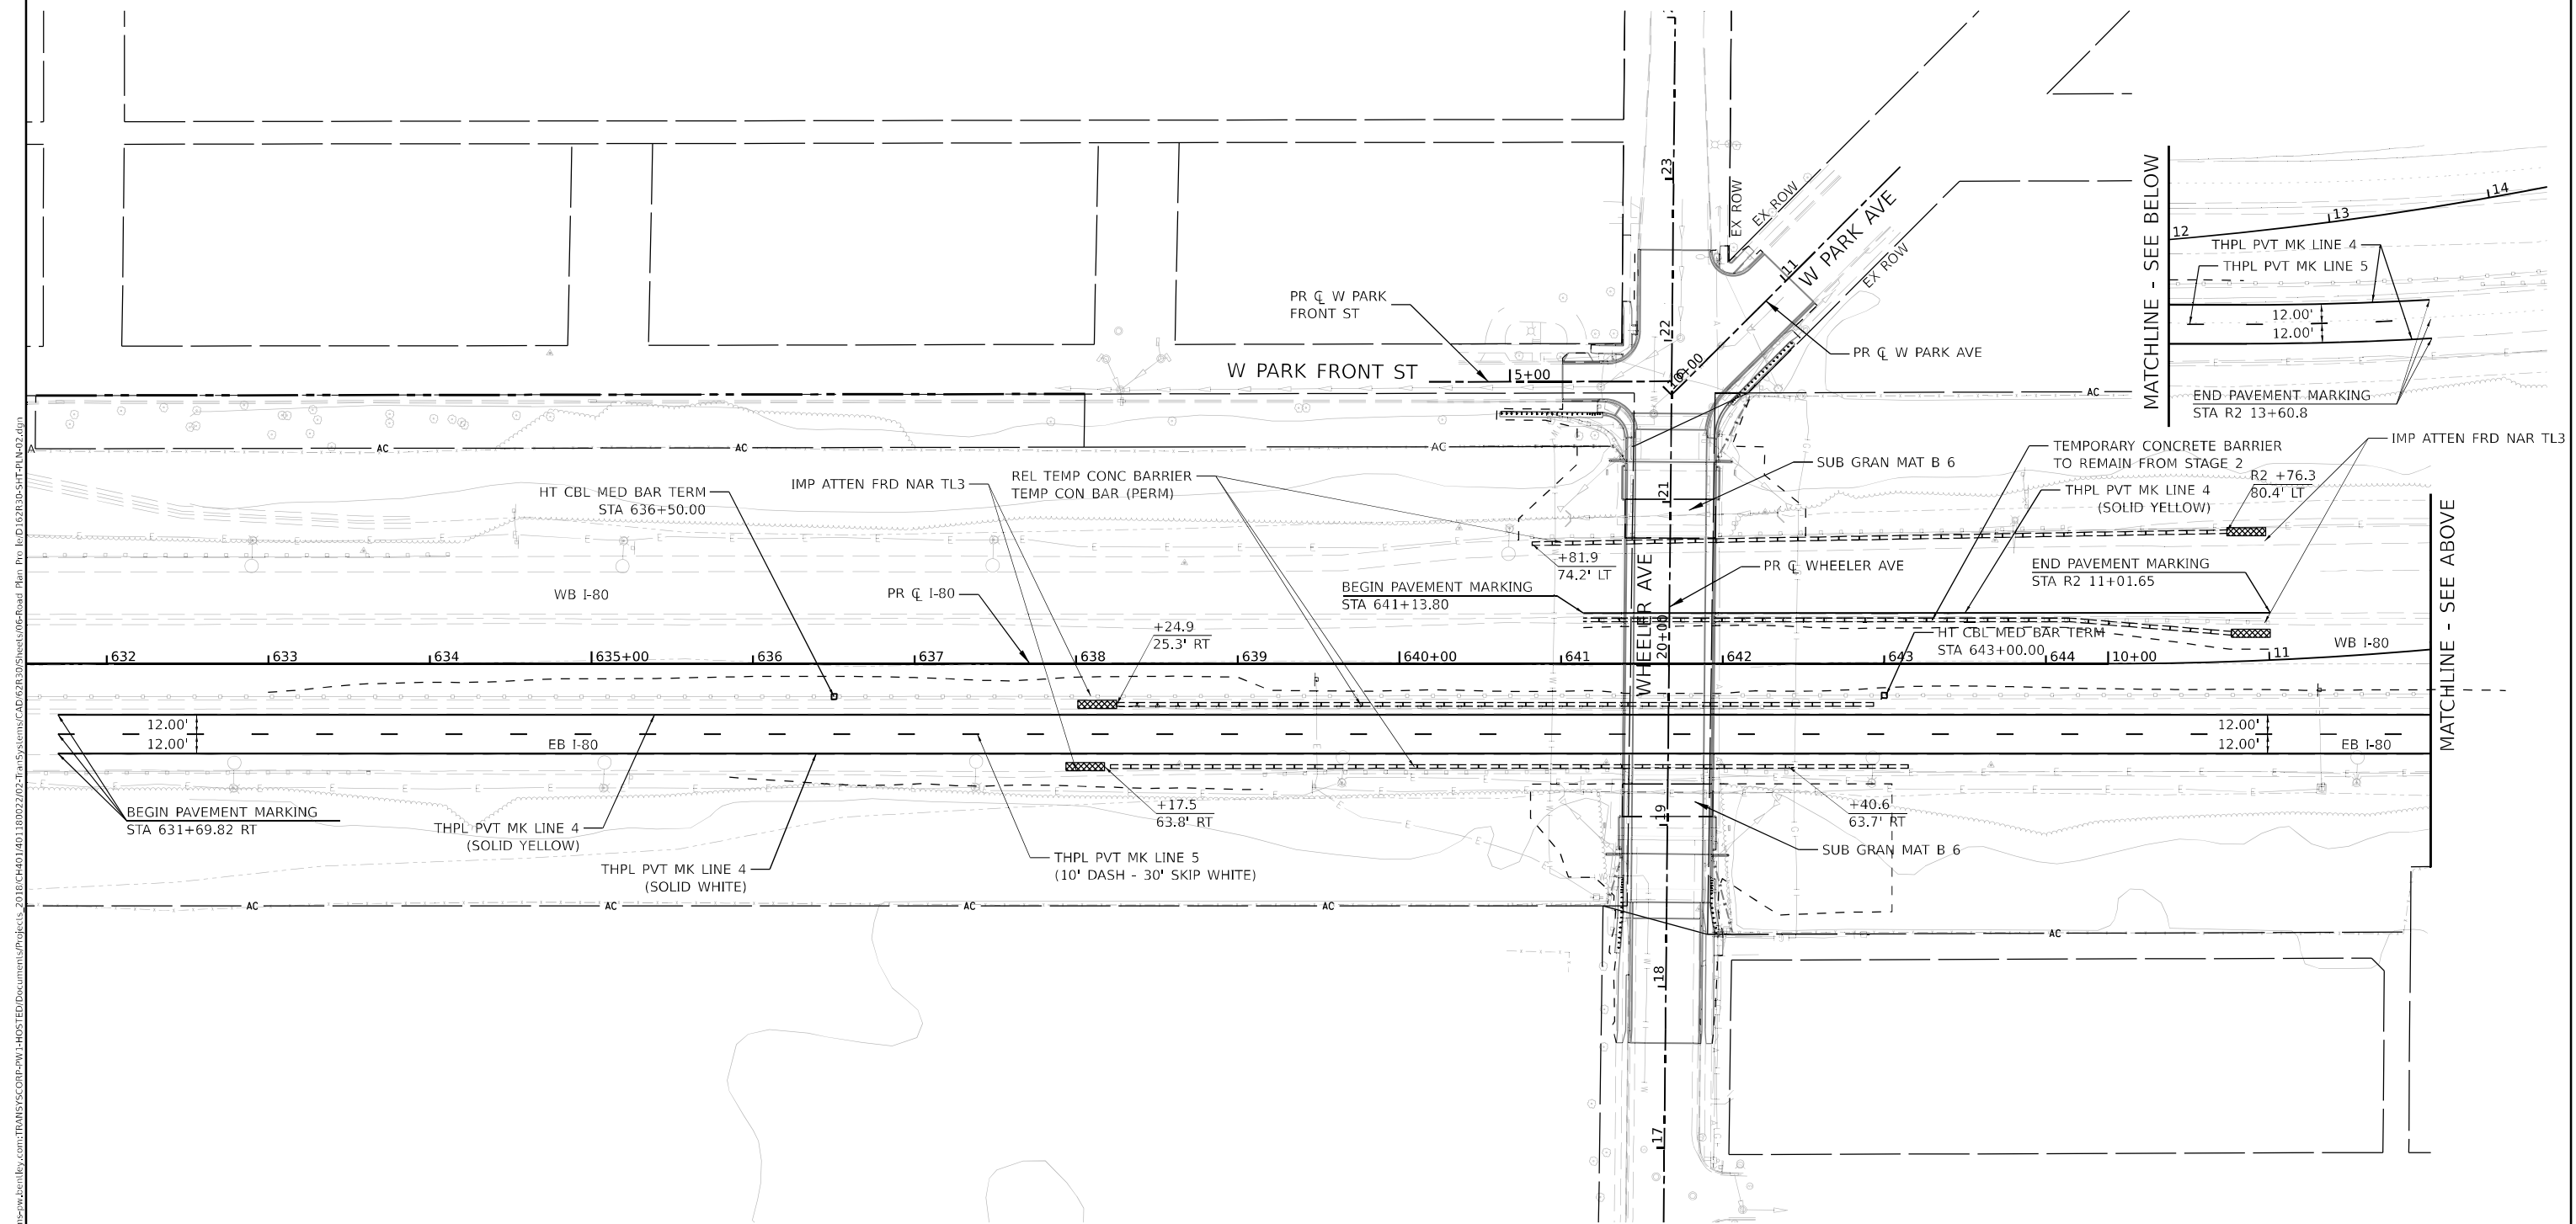 23
EX ROW
EX ROW
W PARK AVE
11
EX ROW
PR ℄ W PARK
FRONT ST
22
W PARK FRONT ST
5+00
PR ℄ W PARK AVE
MATCHLINE - SEE BELOW
12
13
14
THPL PVT MK LINE 4
THPL PVT MK LINE 5
12.00'
12.00'
END PAVEMENT MARKING
STA R2 13+60.8
AC
AC
AC
AC
HT CBL MED BAR TERM
STA 636+50.00
IMP ATTEN FRD NAR TL3
REL TEMP CONC BARRIER
TEMP CON BAR (PERM)
SUB GRAN MAT B 6
21
TEMPORARY CONCRETE BARRIER
TO REMAIN FROM STAGE 2
IMP ATTEN FRD NAR TL3
R2 +76.3
80.4' LT
THPL PVT MK LINE 4
(SOLID YELLOW)
+81.9
74.2' LT
WB I-80
PR ℄ I-80
BEGIN PAVEMENT MARKING
STA 641+13.80
WHEELER AVE
PR ℄ WHEELER AVE
END PAVEMENT MARKING
STA R2 11+01.65
MATCHLINE - SEE ABOVE
+24.9
25.3' RT
20+00
HT CBL MED BAR TERM
STA 643+00.00
WB I-80
632 633 634 635+00 636 637 638 639 640+00 641 642 643 644 10+00 11
12.00'
12.00'
EB I-80
12.00'
12.00'
EB I-80
BEGIN PAVEMENT MARKING
STA 631+69.82 RT
THPL PVT MK LINE 4
(SOLID YELLOW)
THPL PVT MK LINE 4
(SOLID WHITE)
THPL PVT MK LINE 5
(10' DASH - 30' SKIP WHITE)
+17.5
63.8' RT
19
+40.6
63.7' RT
SUB GRAN MAT B 6
AC
AC
AC
AC
AC
18
17